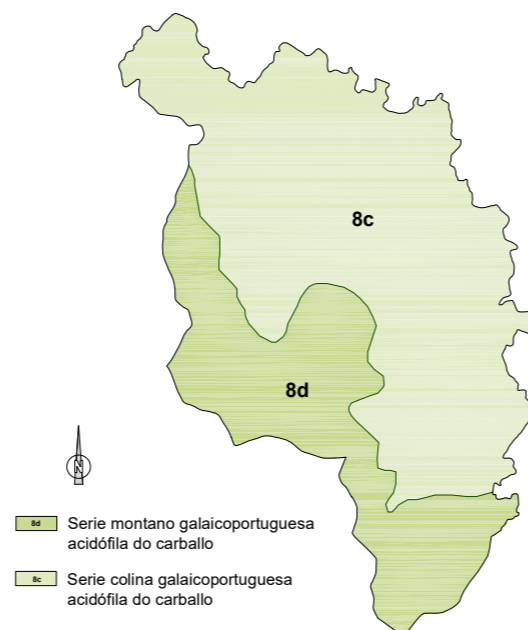 8c
8d
N
8d Serie montano galaicoportuguesa
acidófila do carballo
8c Serie colina galaicoportuguesa
acidófila do carballo